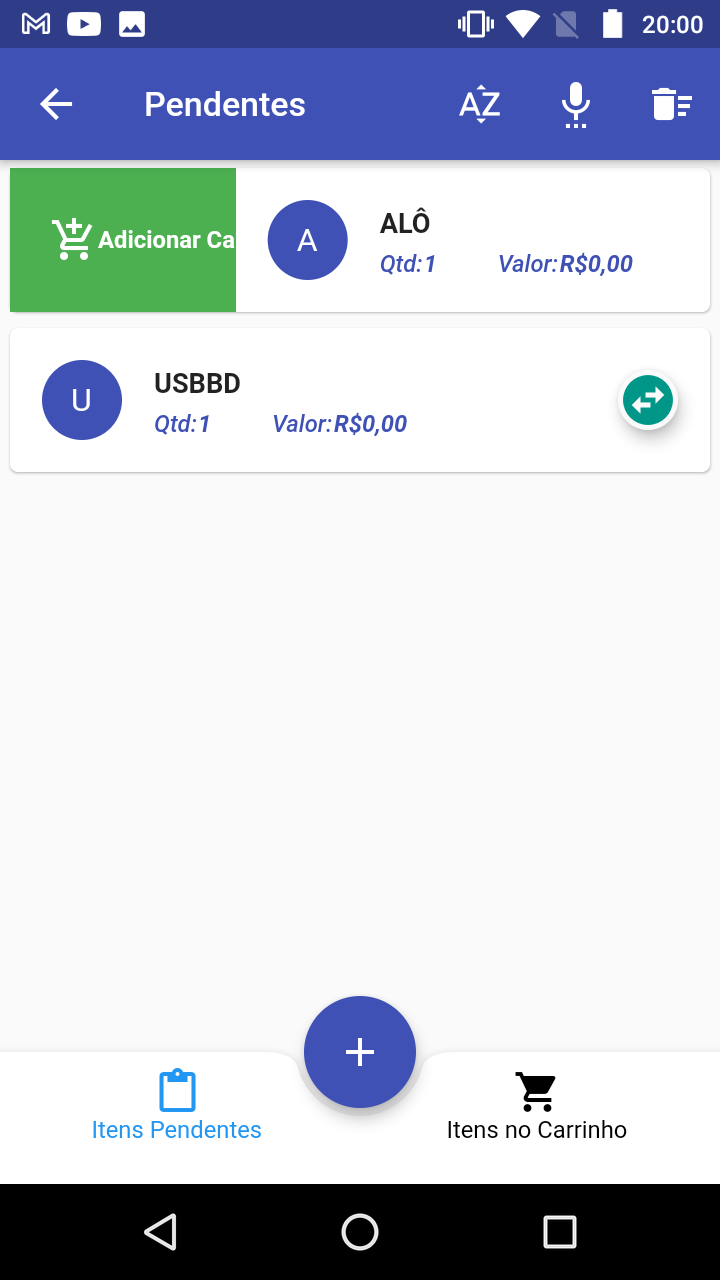 20:00
Pendentes
AZ
Adicionar Ca
A
ALÔ
Qtd:1 Valor:R$0,00
U
USBBD
Qtd:1 Valor:R$0,00
Itens Pendentes
Itens no Carrinho